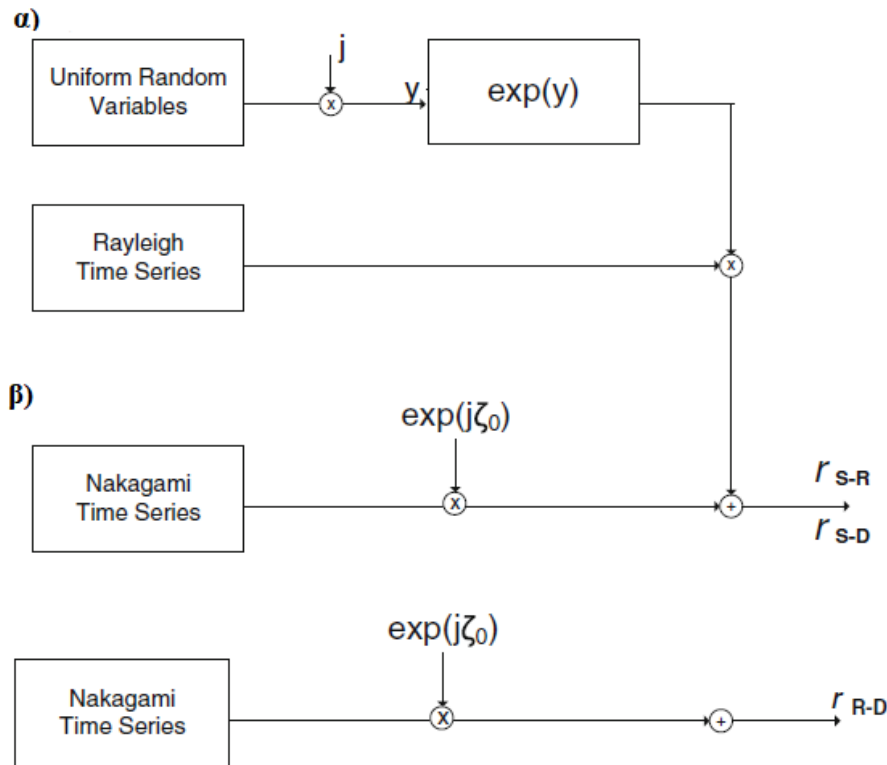 α)
Uniform Random
Variables
j
x
y
exp(y)
Rayleigh
Time Series
x
β)
exp(jζ0)
Nakagami
Time Series
x
+
r S-R
r S-D
exp(jζ0)
Nakagami
Time Series
x
+
r R-D